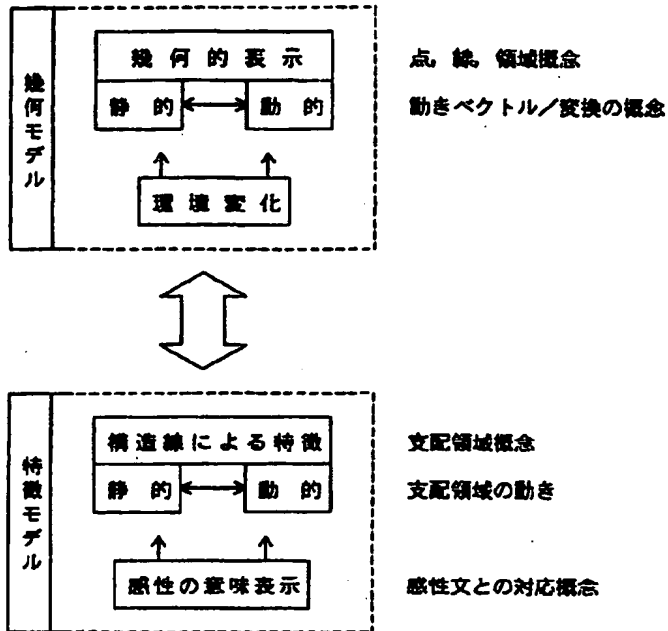 幾何モデル
幾何的表示
点, 線, 領域概念
静的
動的
動きベクトル/変換の概念
環境変化
特徴モデル
構造線による特徴
支配領域概念
静的
動的
支配領域の動き
感性の意味表示
感性文との対応概念